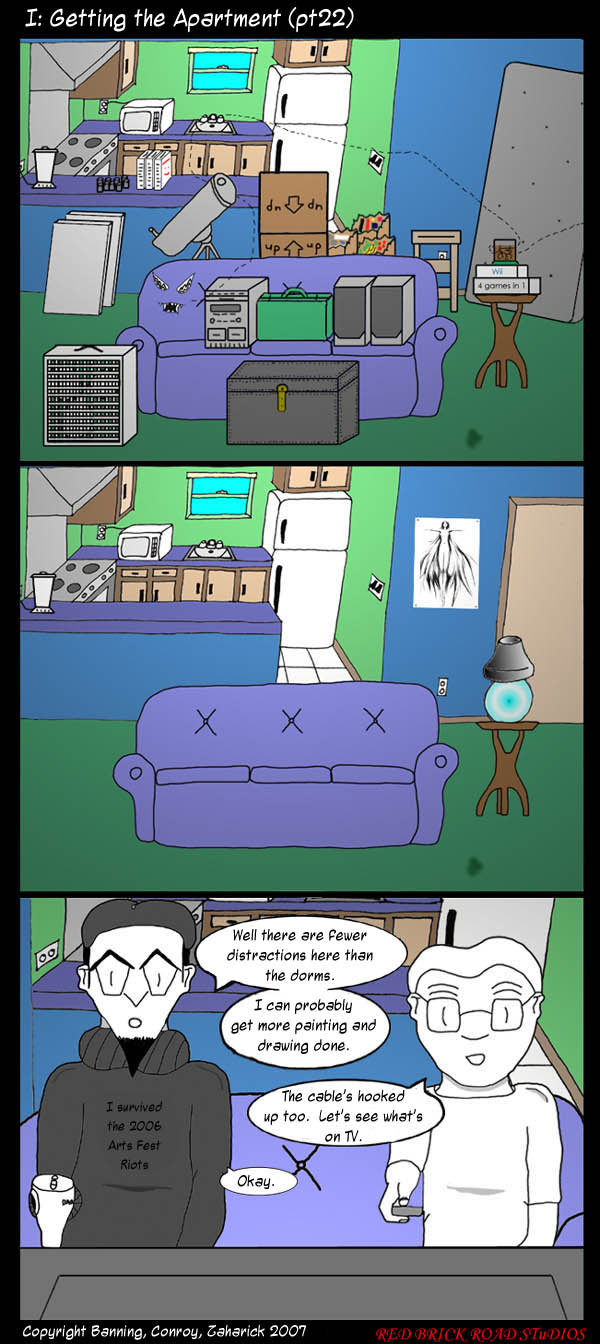 I: Getting the Apartment (pt22)
dn dn
up up
Wii
4 games in 1
Well there are fewer
distractions here than
the dorms.
I can probably
get more painting and
drawing done.
The cable's hooked
up too. Let's see what's
on TV.
I survived
the 2006
Arts Fest
Riots
Okay.
Copyright Banning, Conroy, Zaharick 2007
RED BRICK ROAD STuDIOS